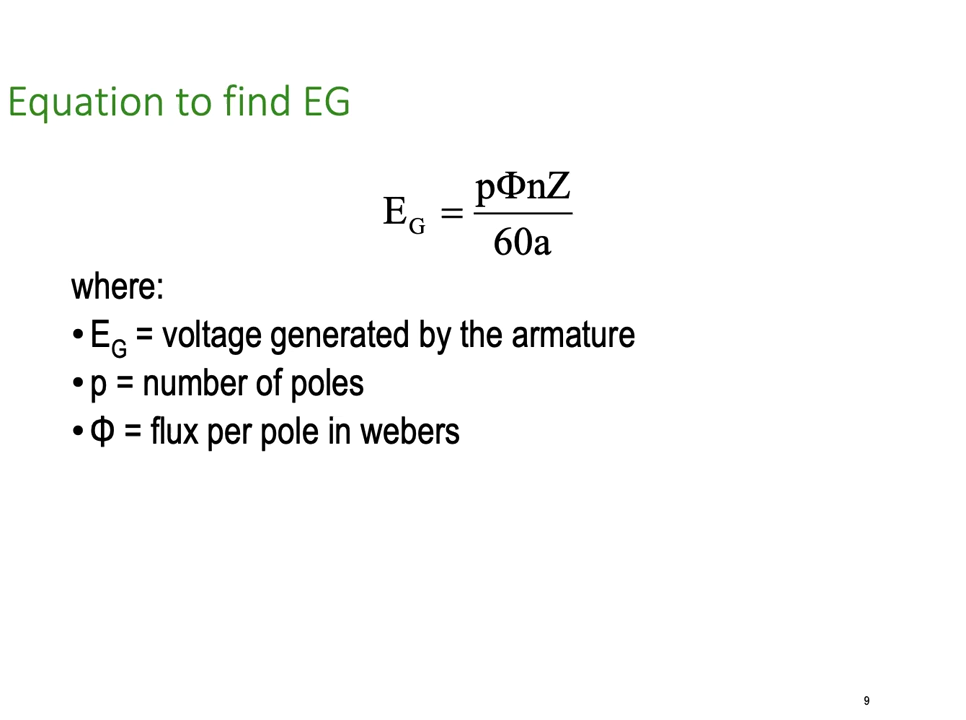 Equation to find EG
E_G = pΦnZ / 60a
where:
• E_G = voltage generated by the armature
• p = number of poles
• Φ = flux per pole in webers
9